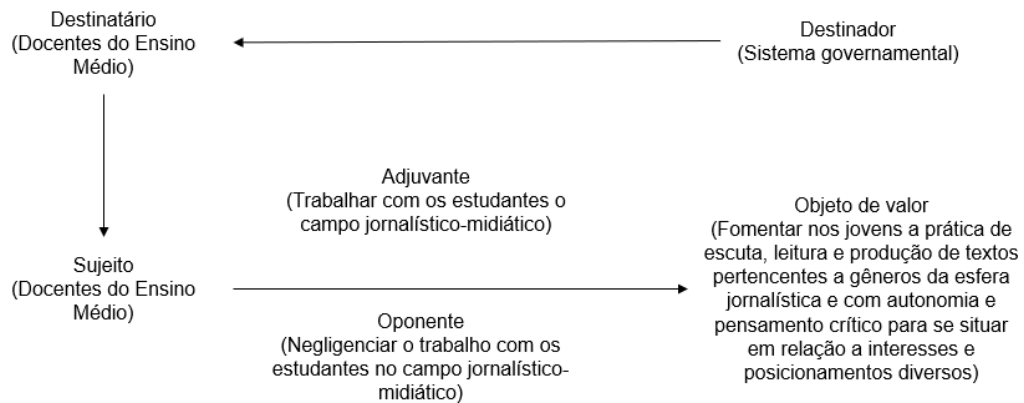 Destinatário
(Docentes do Ensino
Médio)
Destinador
(Sistema governamental)
Adjuvante
(Trabalhar com os estudantes o
campo jornalístico-midiático)
Sujeito
(Docentes do Ensino
Médio)
Oponente
(Negligenciar o trabalho com os
estudantes no campo jornalístico-
midiático)
Objeto de valor
(Fomentar nos jovens a prática de
escuta, leitura e produção de textos
pertencentes a gêneros da esfera
jornalística e com autonomia e
pensamento crítico para se situar
em relação a interesses e
posicionamentos diversos)